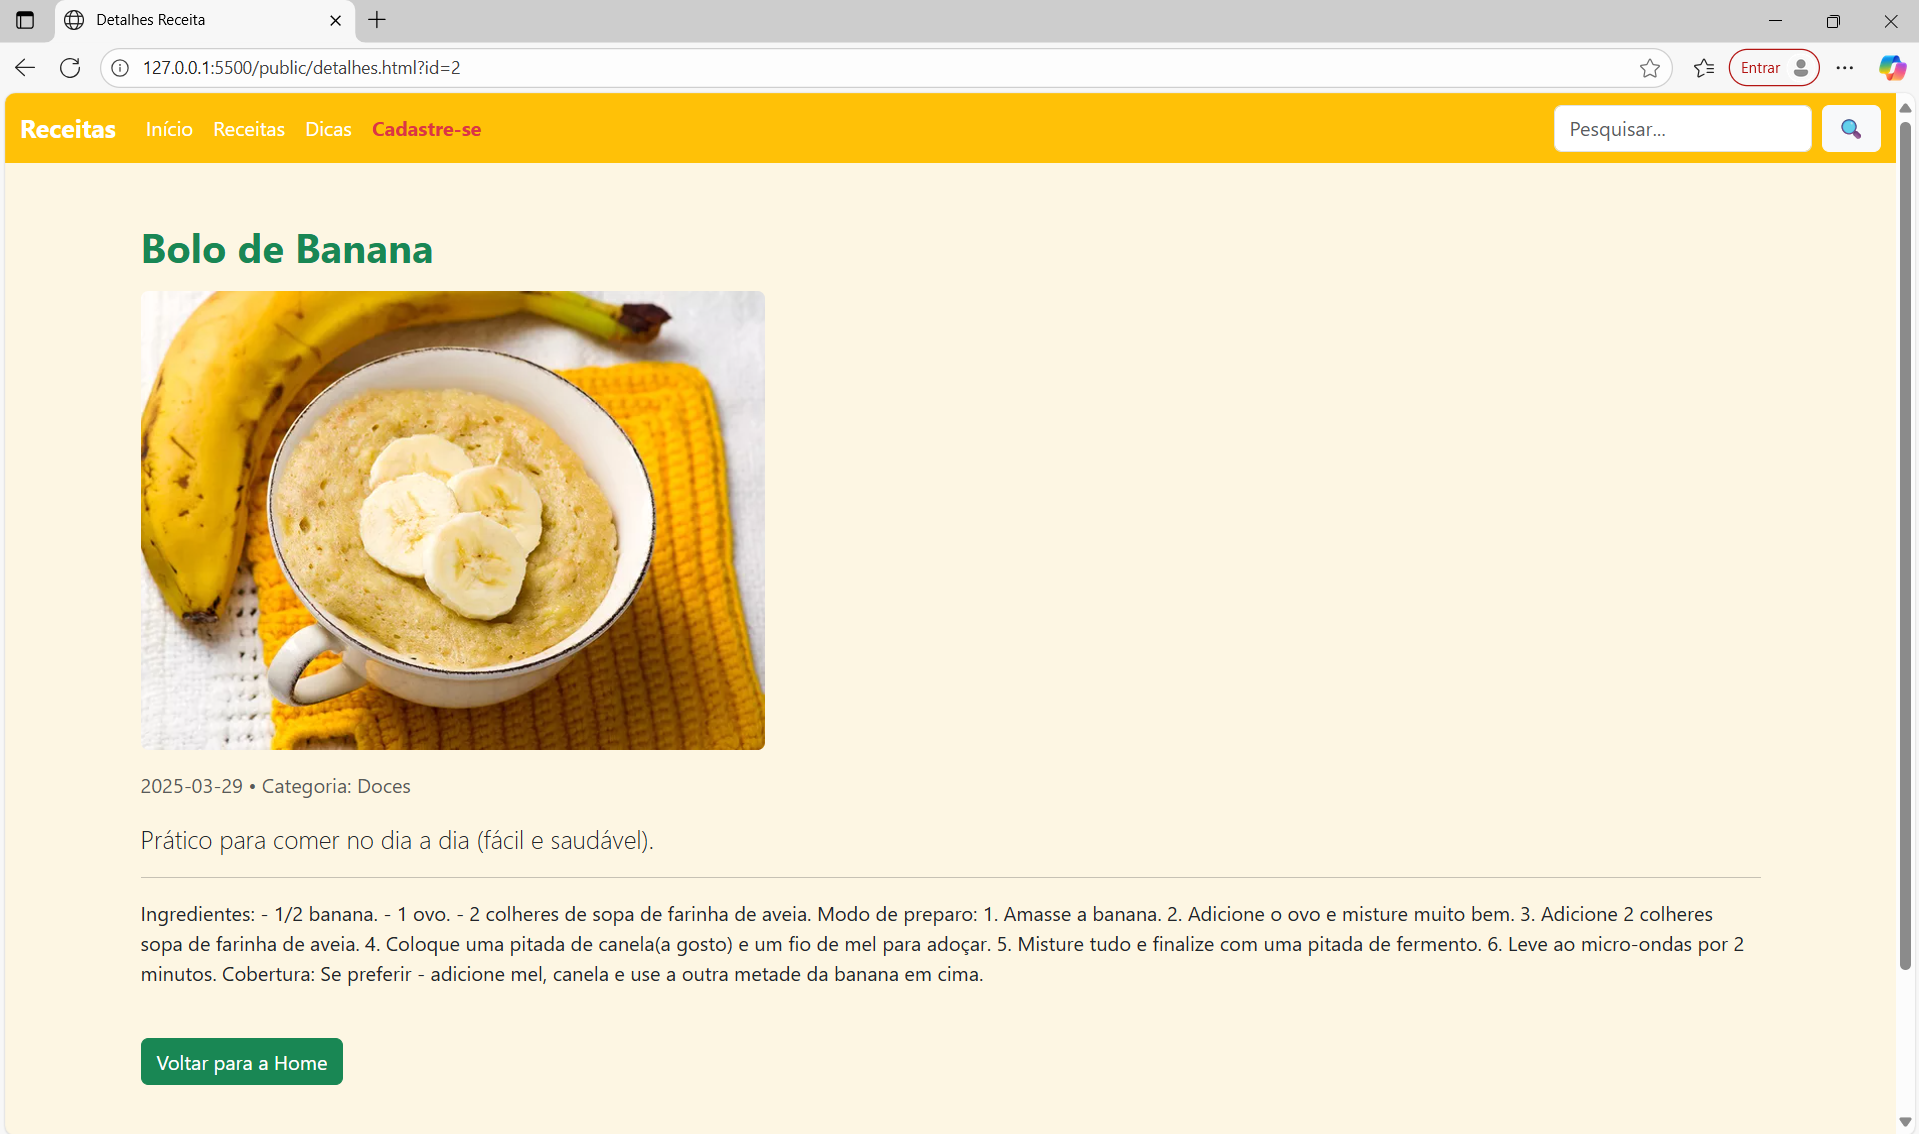 Detalhes Receita
127.0.0.1:5500/public/detalhes.html?id=2
Entrar
Receitas Início Receitas Dicas Cadastre-se Pesquisar...
Bolo de Banana
2025-03-29 • Categoria: Doces
Prático para comer no dia a dia (fácil e saudável).
Ingredientes: - 1/2 banana. - 1 ovo. - 2 colheres de sopa de farinha de aveia. Modo de preparo: 1. Amasse a banana. 2. Adicione o ovo e misture muito bem. 3. Adicione 2 colheres
sopa de farinha de aveia. 4. Coloque uma pitada de canela(a gosto) e um fio de mel para adoçar. 5. Misture tudo e finalize com uma pitada de fermento. 6. Leve ao micro-ondas por 2
minutos. Cobertura: Se preferir - adicione mel, canela e use a outra metade da banana em cima.
Voltar para a Home